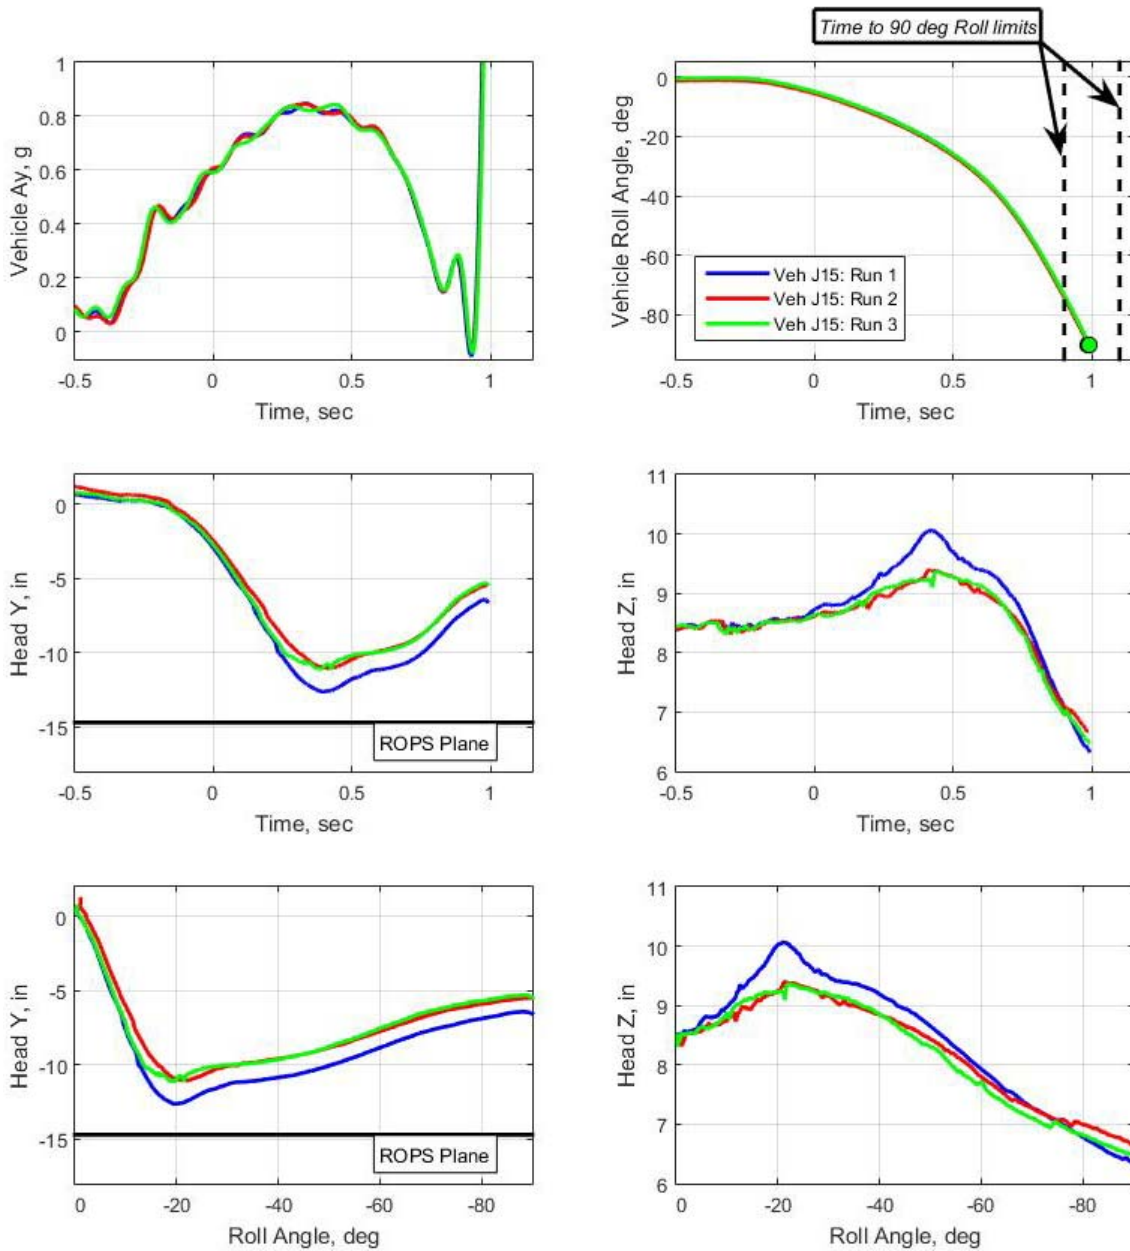 Time to 90 deg Roll limits
1
0.8
0.6
0.4
0.2
0
Vehicle Ay, g
-0.5 0 0.5 1
Time, sec
0
-20
-40
-60
-80
Vehicle Roll Angle, deg
Veh J15: Run 1
Veh J15: Run 2
Veh J15: Run 3
-0.5 0 0.5 1
Time, sec
0
-5
-10
-15
Head Y, in
ROPS Plane
-0.5 0 0.5 1
Time, sec
11
10
9
8
7
6
Head Z, in
-0.5 0 0.5 1
Time, sec
0
-5
-10
-15
Head Y, in
ROPS Plane
0 -20 -40 -60 -80
Roll Angle, deg
11
10
9
8
7
6
Head Z, in
0 -20 -40 -60 -80
Roll Angle, deg